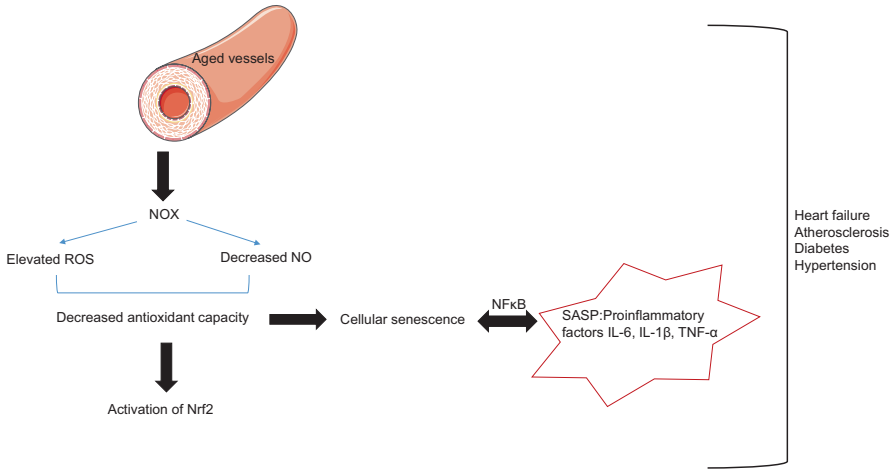 Aged vessels
NOX
Elevated ROS
Decreased NO
Decreased antioxidant capacity
Cellular senescence
NFκB
SASP:Proinflammatory
factors IL-6, IL-1β, TNF-α
Activation of Nrf2
Heart failure
Atherosclerosis
Diabetes
Hypertension